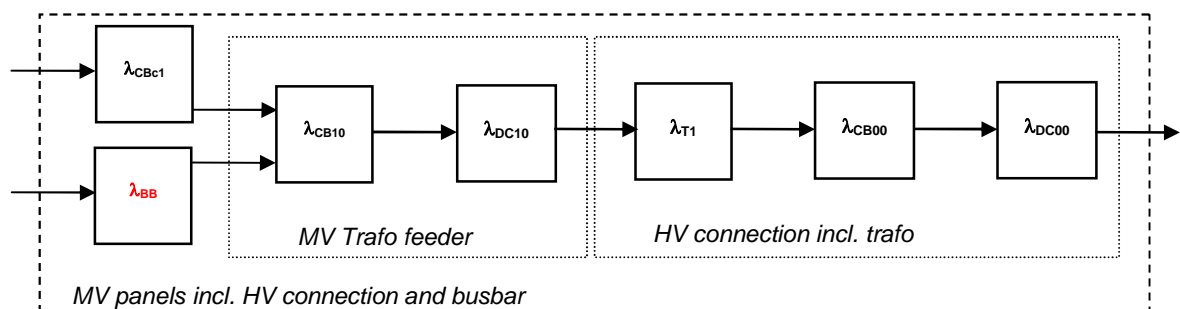 λCBc1
λCB10 λDC10 λT1 λCB00 λDC00
λBB
MV Trafo feeder HV connection incl. trafo
MV panels incl. HV connection and busbar